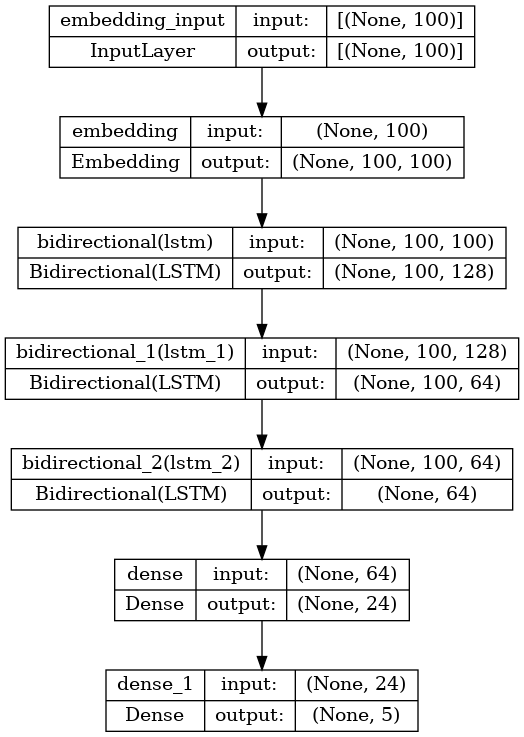 embedding_input input: [(None, 100)]
InputLayer output: [(None, 100)]
embedding input: (None, 100)
Embedding output: (None, 100, 100)
bidirectional(lstm) input: (None, 100, 100)
Bidirectional(LSTM) output: (None, 100, 128)
bidirectional_1(lstm_1) input: (None, 100, 128)
Bidirectional(LSTM) output: (None, 100, 64)
bidirectional_2(lstm_2) input: (None, 100, 64)
Bidirectional(LSTM) output: (None, 64)
dense input: (None, 64)
Dense output: (None, 24)
dense_1 input: (None, 24)
Dense output: (None, 5)